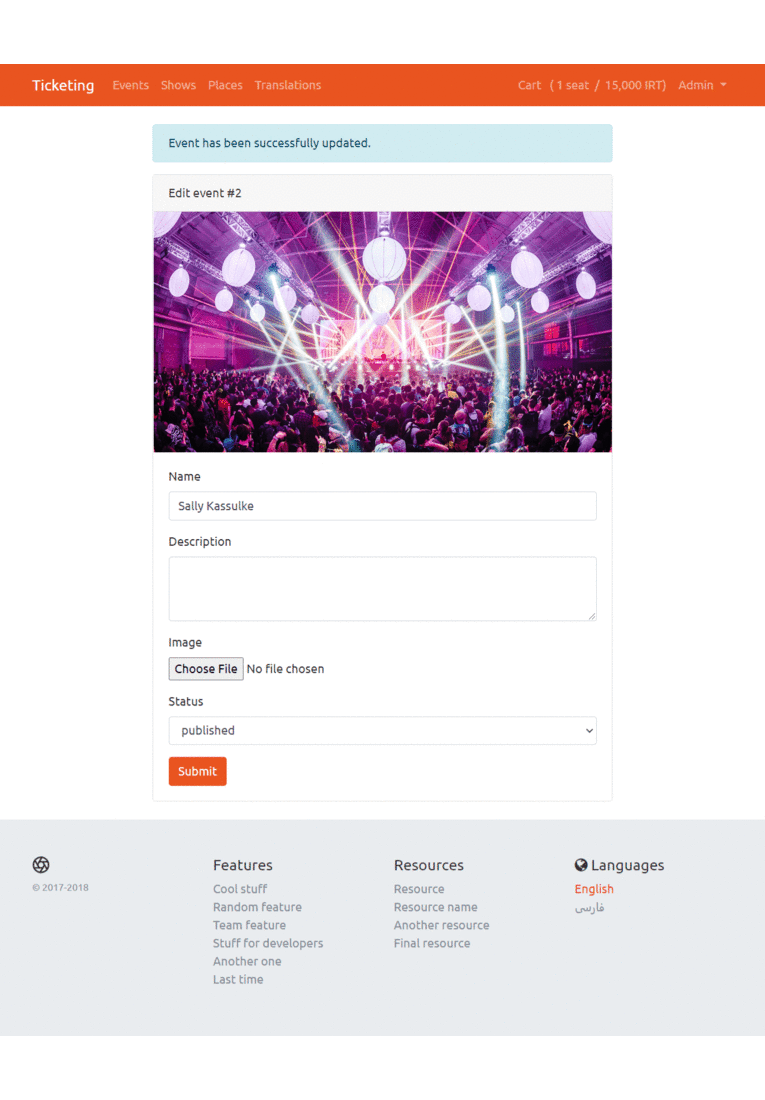 Ticketing Events Shows Places Translations Cart ( 1 seat / 15,000 IRT) Admin
Event has been successfully updated.
Edit event #2
Name
Sally Kassulke
Description
Image
Choose File No file chosen
Status
published
Submit
© 2017-2018
Features
Cool stuff
Random feature
Team feature
Stuff for developers
Another one
Last time
Resources
Resource
Resource name
Another resource
Final resource
Languages
English
فارسی